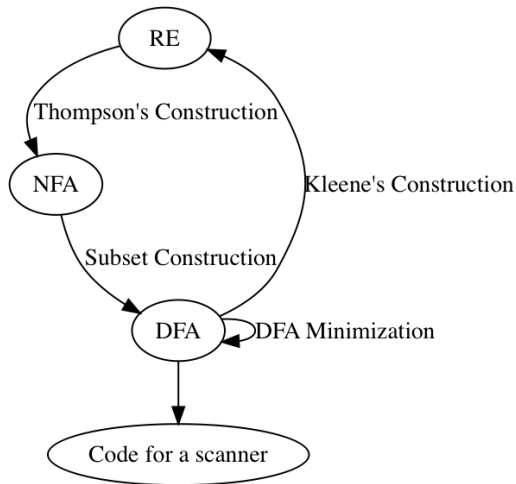 RE
Thompson's Construction
NFA
Kleene's Construction
Subset Construction
DFA
DFA Minimization
Code for a scanner